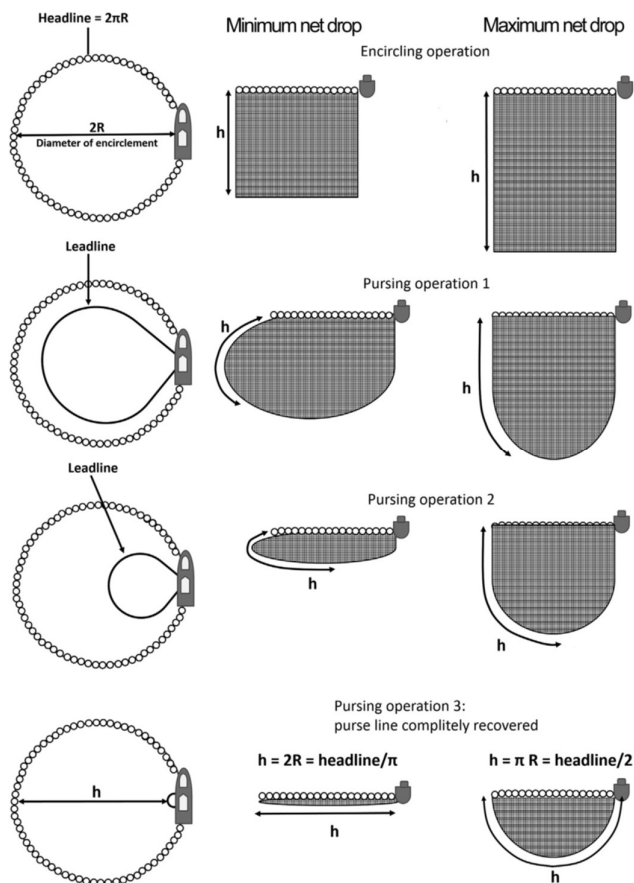 Headline = 2πR
Minimum net drop
Maximum net drop
Encircling operation
2R
Diameter of encirclement
h
h
Leadline
Pursing operation 1
h
h
Leadline
Pursing operation 2
h
h
Pursing operation 3:
purse line complitely recovered
h = 2R = headline/π
h = π R = headline/2
h
h
h